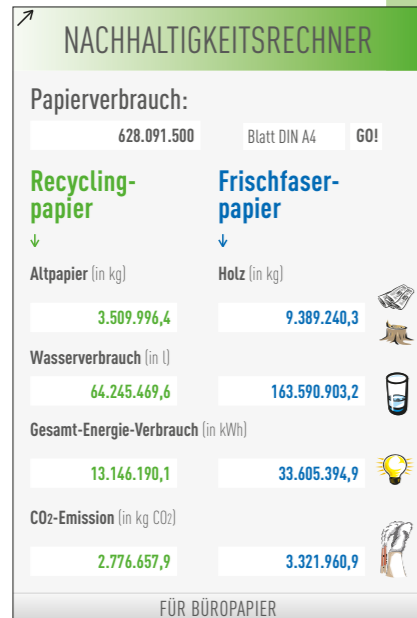 NACHHALTIGKEITSRECHNER
Papierverbrauch:
628.091.500 Blatt DIN A4 GO!
Recycling- Frischfaser-
papier papier
Altpapier (in kg) Holz (in kg)
3.509.996,4 9.389.240,3
Wasserverbrauch (in l)
64.245.469,6 163.590.903,2
Gesamt-Energie-Verbrauch (in kWh)
13.146.190,1 33.605.394,9
CO2-Emission (in kg CO2)
2.776.657,9 3.321.960,9
FÜR BÜROPAPIER